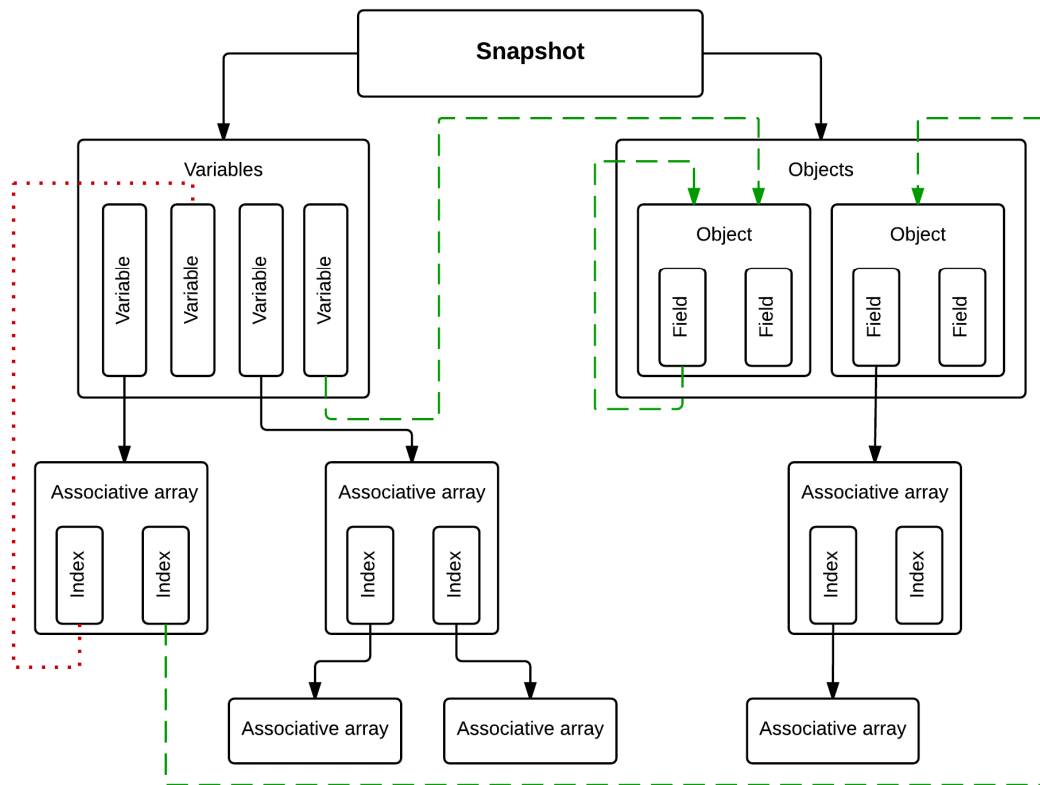 Snapshot
Variables
Variable
Variable
Variable
Variable
Objects
Object
Field
Field
Object
Field
Field
Associative array
Index
Index
Associative array
Index
Index
Associative array
Index
Index
Associative array
Associative array
Associative array